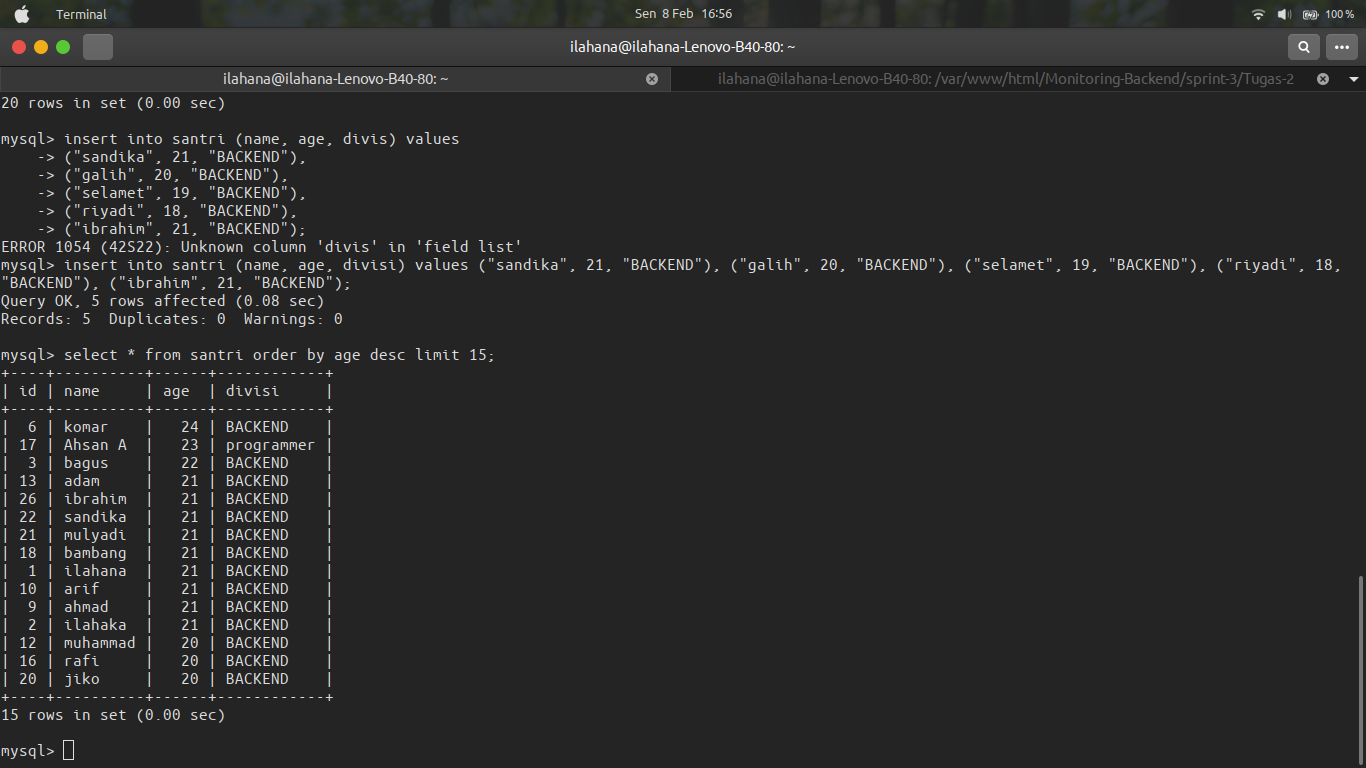 Terminal
Sen 8 Feb 16:56
100 %
ilahana@ilahana-Lenovo-B40-80: ~
ilahana@ilahana-Lenovo-B40-80: ~
ilahana@ilahana-Lenovo-B40-80: /var/www/html/Monitoring-Backend/sprint-3/Tugas-2
20 rows in set (0.00 sec)

mysql> insert into santri (name, age, divis) values
    -> ("sandika", 21, "BACKEND"),
    -> ("galih", 20, "BACKEND"),
    -> ("selamet", 19, "BACKEND"),
    -> ("riyadi", 18, "BACKEND"),
    -> ("ibrahim", 21, "BACKEND");
ERROR 1054 (42S22): Unknown column 'divis' in 'field list'
mysql> insert into santri (name, age, divisi) values ("sandika", 21, "BACKEND"), ("galih", 20, "BACKEND"), ("selamet", 19, "BACKEND"), ("riyadi", 18,
"BACKEND"), ("ibrahim", 21, "BACKEND");
Query OK, 5 rows affected (0.08 sec)
Records: 5  Duplicates: 0  Warnings: 0

mysql> select * from santri order by age desc limit 15;
+----+----------+------+------------+
| id | name     | age  | divisi     |
+----+----------+------+------------+
|  6 | komar    |   24 | BACKEND    |
| 17 | Ahsan A  |   23 | programmer |
|  3 | bagus    |   22 | BACKEND    |
| 13 | adam     |   21 | BACKEND    |
| 26 | ibrahim  |   21 | BACKEND    |
| 22 | sandika  |   21 | BACKEND    |
| 21 | mulyadi  |   21 | BACKEND    |
| 18 | bambang  |   21 | BACKEND    |
|  1 | ilahana  |   21 | BACKEND    |
| 10 | arif     |   21 | BACKEND    |
|  9 | ahmad    |   21 | BACKEND    |
|  2 | ilahaka  |   21 | BACKEND    |
| 12 | muhammad |   20 | BACKEND    |
| 16 | rafi     |   20 | BACKEND    |
| 20 | jiko     |   20 | BACKEND    |
+----+----------+------+------------+
15 rows in set (0.00 sec)

mysql>